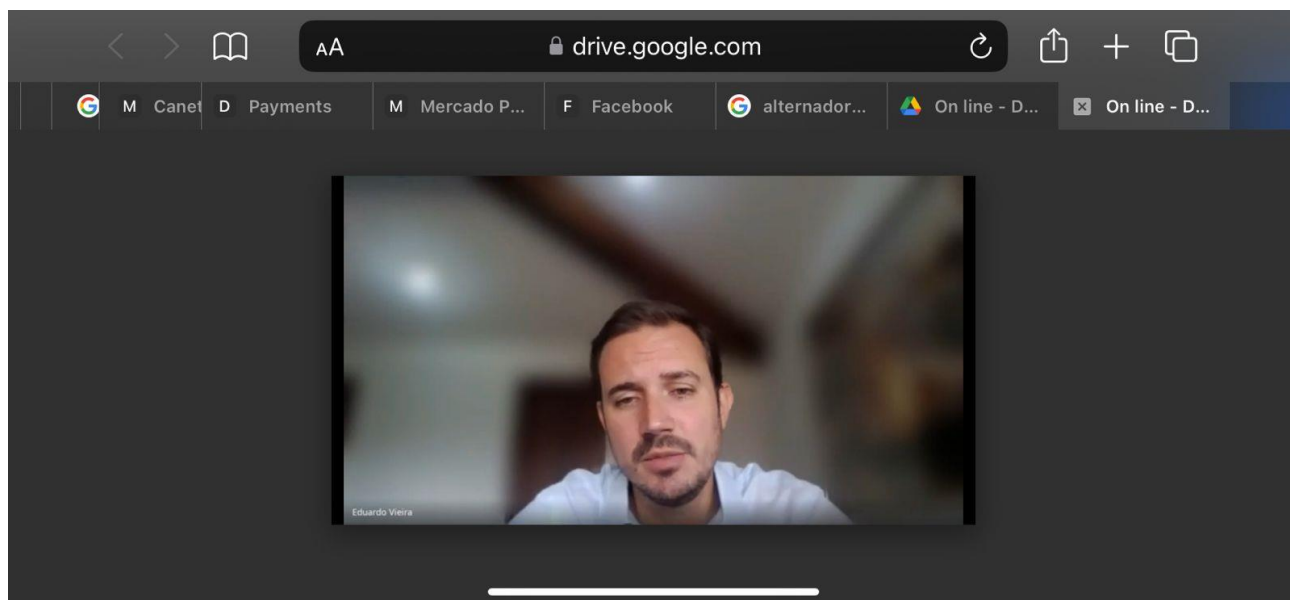 AA
drive.google.com
G M Canet D Payments M Mercado P... F Facebook G alternador... On line - D... On line - D...
Eduardo Vieira